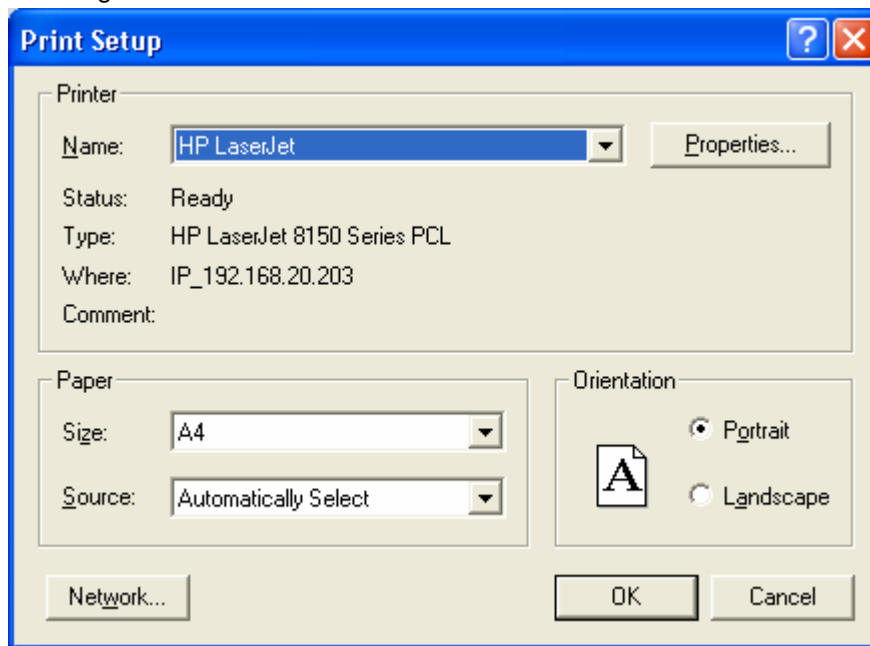 Print Setup
Printer
Name: HP LaserJet Properties...
Status: Ready
Type: HP LaserJet 8150 Series PCL
Where: IP_192.168.20.203
Comment:
Paper
Size: A4
Source: Automatically Select
Orientation
A
Portrait
Landscape
Network... OK Cancel